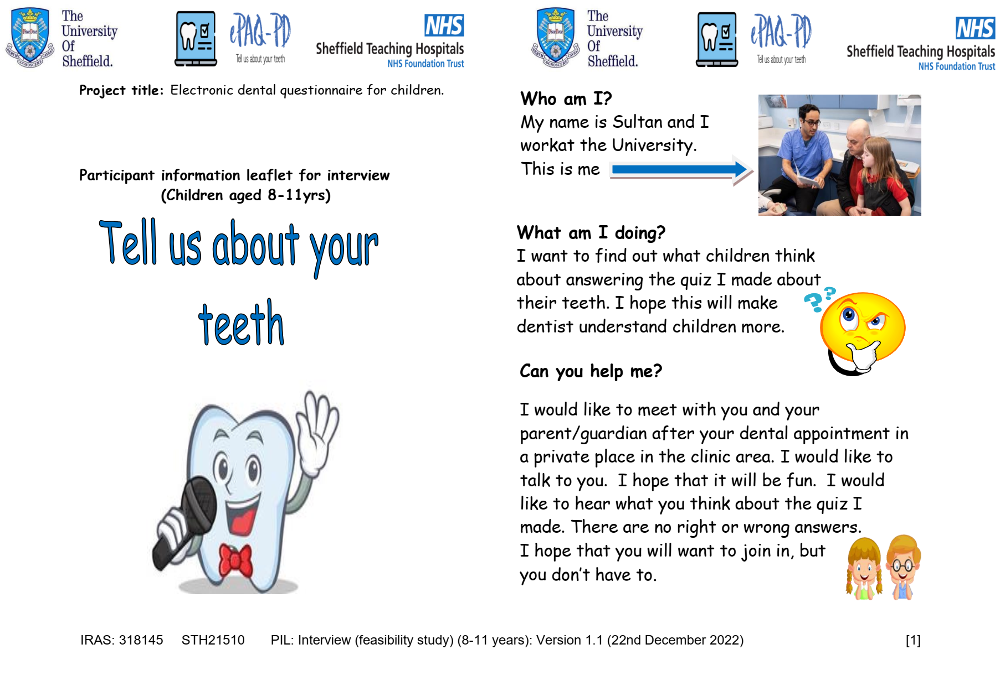 The
University
Of
Sheffield.
ePAQ-PD
Tell us about your teeth
NHS
Sheffield Teaching Hospitals
NHS Foundation Trust
Project title: Electronic dental questionnaire for children.
Participant information leaflet for interview
(Children aged 8-11yrs)
Tell us about your
teeth
The
University
Of
Sheffield.
ePAQ-PD
Tell us about your teeth
NHS
Sheffield Teaching Hospitals
NHS Foundation Trust
Who am I?
My name is Sultan and I
workat the University.
This is me
What am I doing?
I want to find out what children think
about answering the quiz I made about
their teeth. I hope this will make
dentist understand children more.
??
Can you help me?
I would like to meet with you and your
parent/guardian after your dental appointment in
a private place in the clinic area. I would like to
talk to you.  I hope that it will be fun.  I would
like to hear what you think about the quiz I
made. There are no right or wrong answers.
I hope that you will want to join in, but
you don't have to.
IRAS: 318145 STH21510 PIL: Interview (feasibility study) (8-11 years): Version 1.1 (22nd December 2022) [1]